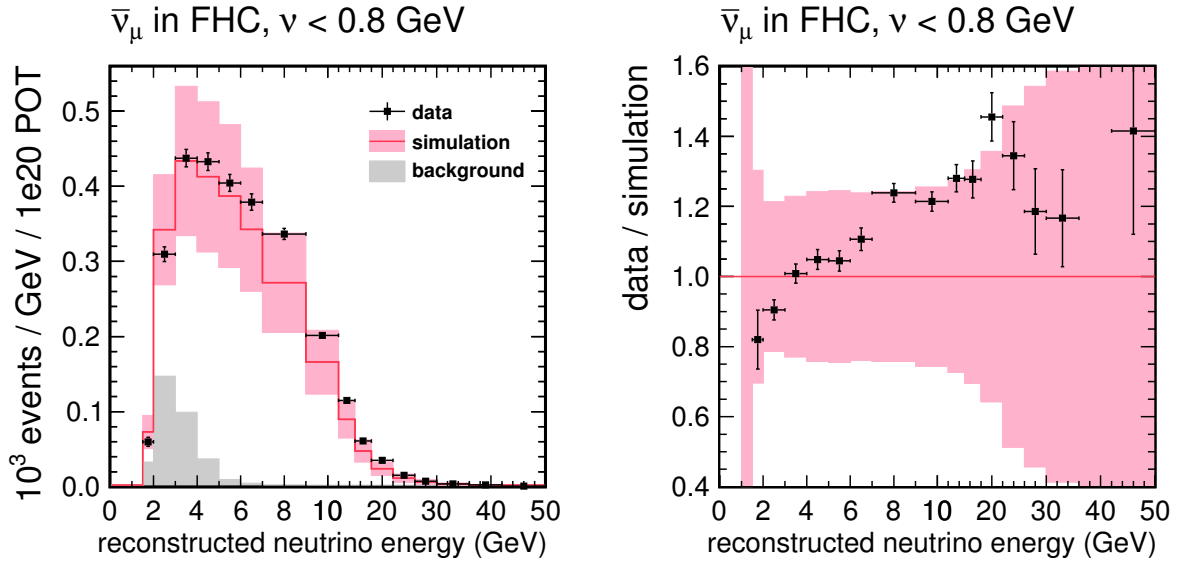 ν̅μ in FHC, ν < 0.8 GeV
10³ events / GeV / 1e20 POT
0.5
0.4
0.3
0.2
0.1
0.0
data
simulation
background
0 2 4 6 8 10 20 30 40 50
reconstructed neutrino energy (GeV)
ν̅μ in FHC, ν < 0.8 GeV
data / simulation
1.6
1.4
1.2
1.0
0.8
0.6
0.4
0 2 4 6 8 10 20 30 40 50
reconstructed neutrino energy (GeV)